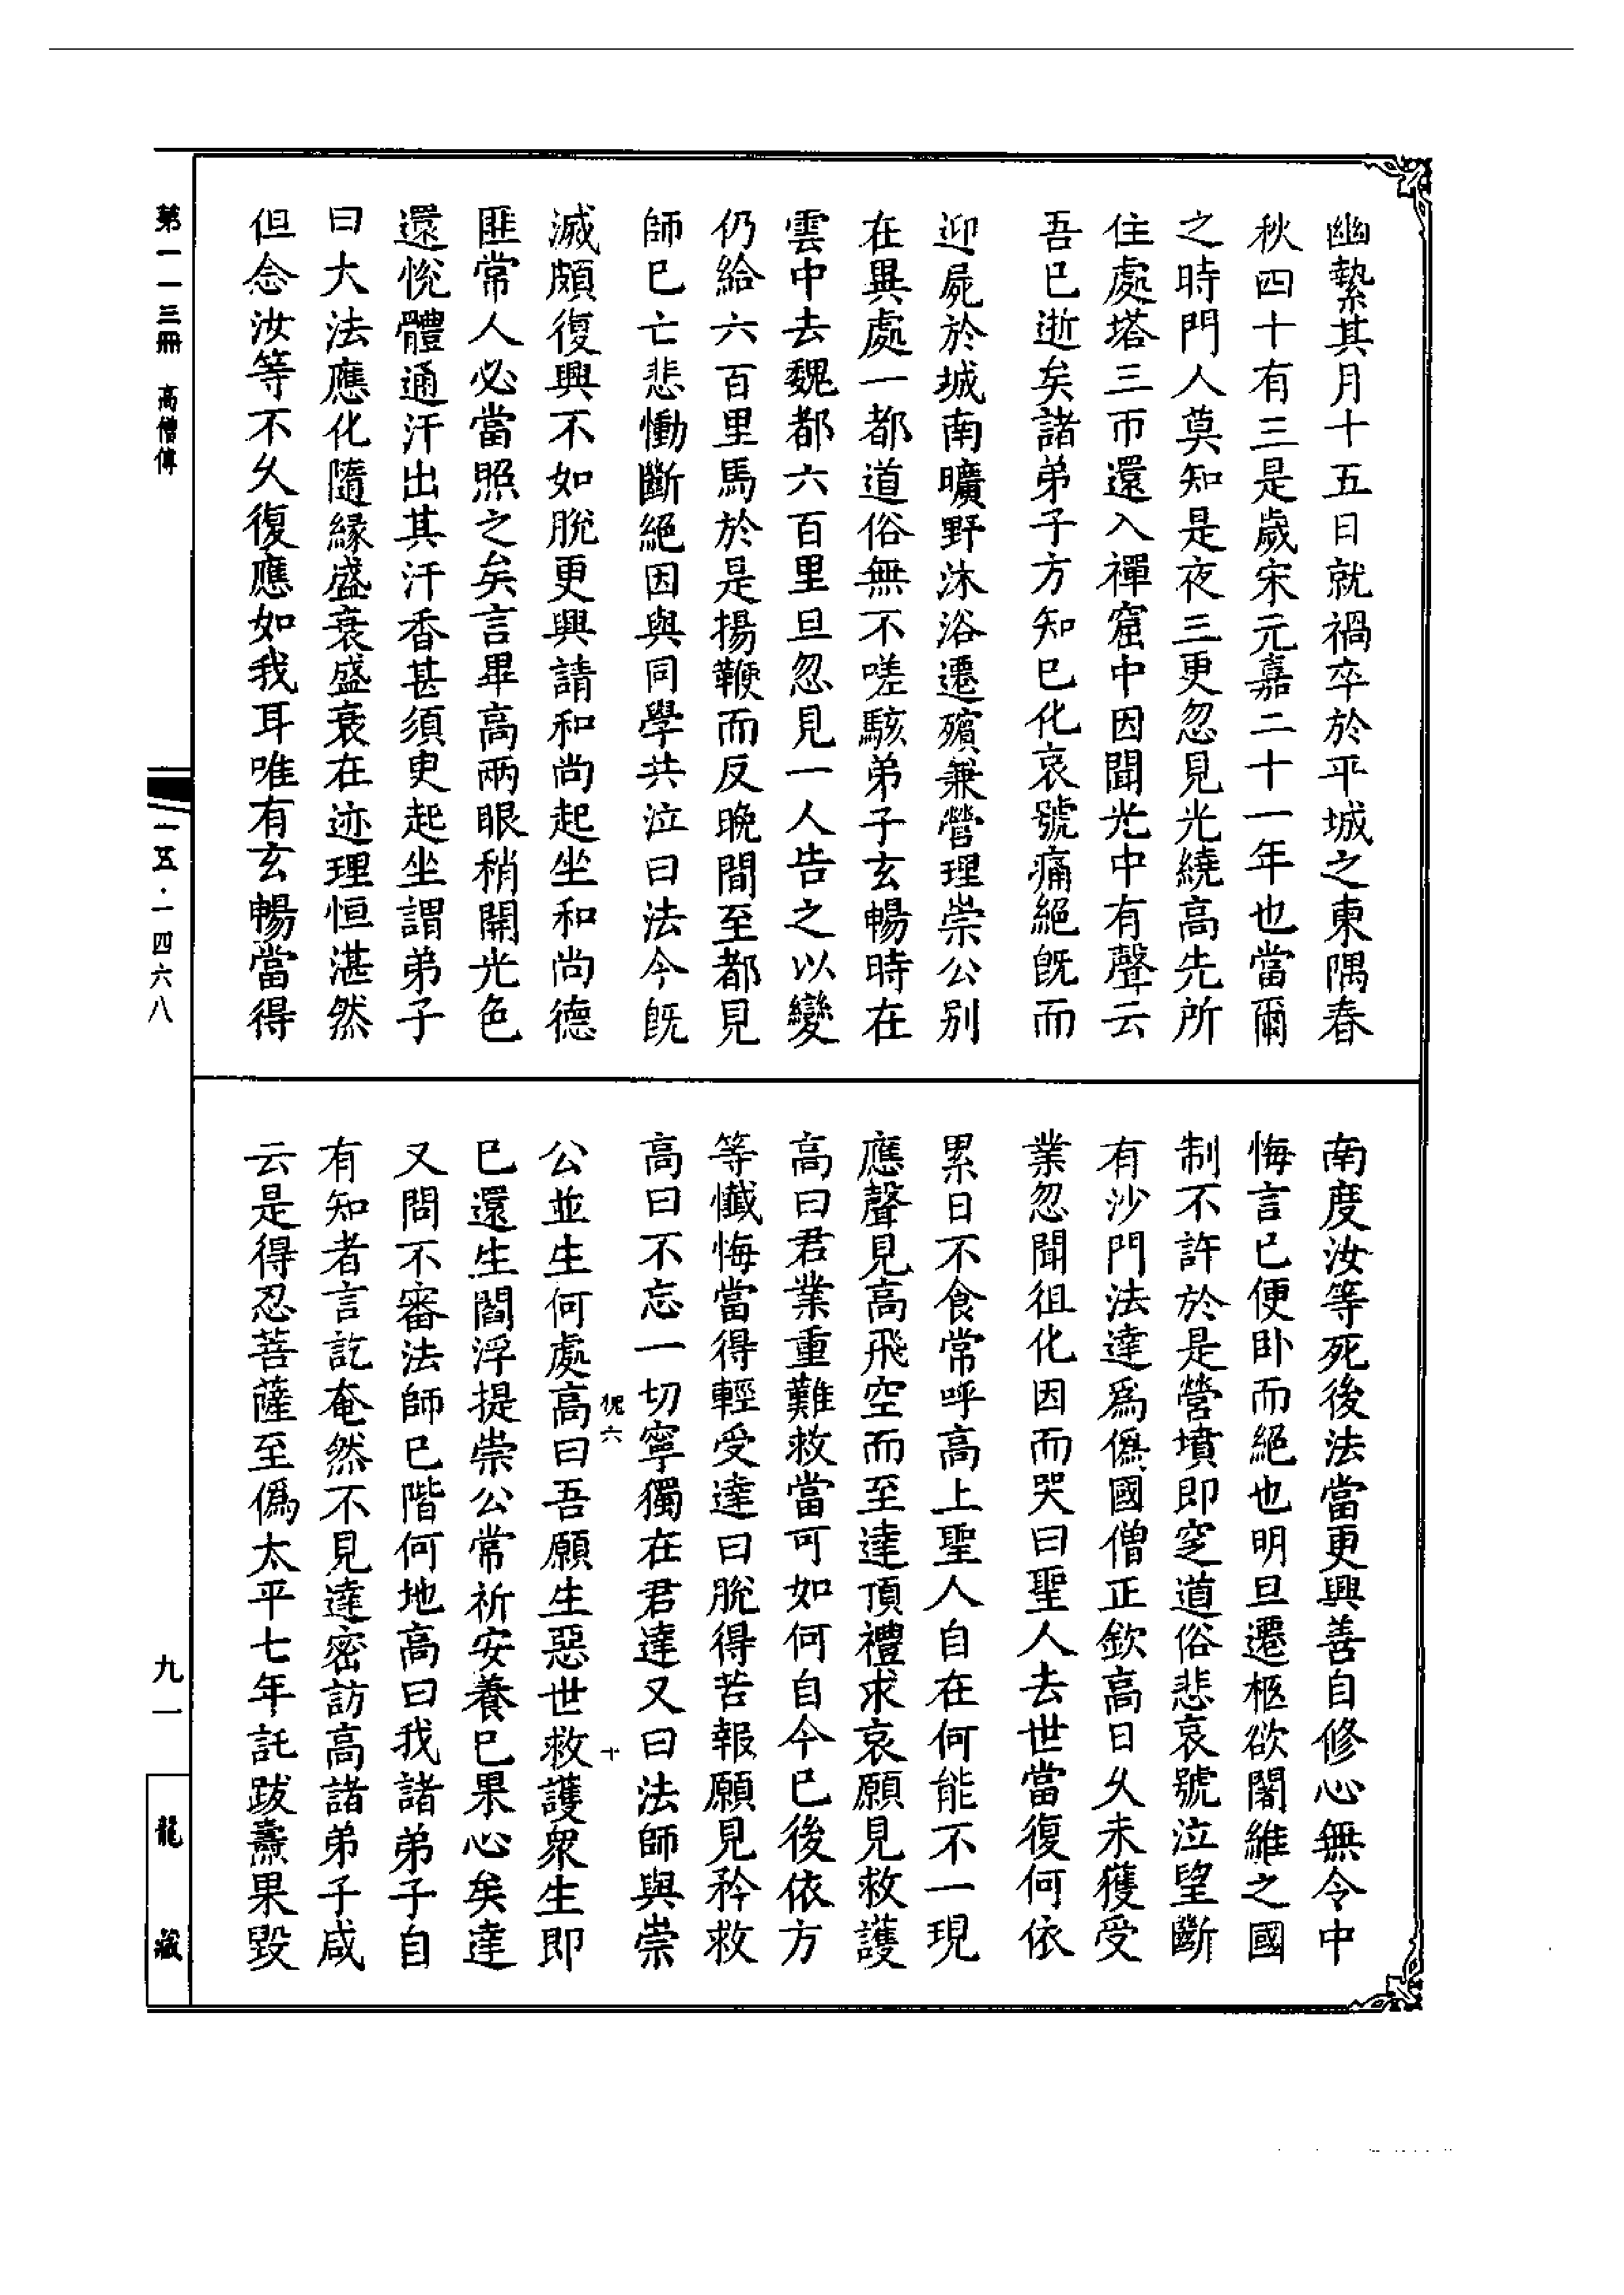 幽縶其月十五日就禍卒於平城之東隅春
秋四十有三是歲宋元嘉二十一年也當爾
之時門人莫知是夜三更忽見光繞高先所
住處塔三帀還入禪窟中因聞光中有聲云
吾已逝矣諸弟子方知已化哀號痛絕旣而
迎屍於城南曠野沐浴遷殯兼營理崇公別
在異處一都道俗無不嗟駭弟子玄暢時在
雲中去魏都六百里旦忽見一人告之以變
仍給六百里馬於是揚鞭而反晚間至都見
師已亡悲慟斷絕因與同學共泣曰法今旣
滅頗復興不如脫更興請和尚起坐和尚德
匪常人必當照之矣言畢高兩眼稍開光色
還悅體通汗出其汗香甚須臾起坐謂弟子
曰大法應化隨緣盛衰盛衰在迹理恒湛然
但念汝等不久復應如我耳唯有玄暢當得
南度汝等死後法當更興善自修心無令中
悔言已便卧而絕也明旦遷柩欲闍維之國
制不許於是營墳即窆道俗悲哀號泣望斷
有沙門法達爲僞國僧正欽高日久未獲受
業忽聞徂化因而哭曰聖人去世當復何依
累日不食常呼高上聖人自在何能不一現
應聲見高飛空而至達頂禮求哀願見救護
高曰君業重難救當可如何自今已後依方
等懺悔當得輕受達曰脫得苦報願見矜救
高曰不忘一切寧獨在君達又曰法師與崇
公並生何處高曰吾願生惡世救護衆生即
已還生閻浮提崇公常祈安養已果心矣達
又問不審法師已階何地高曰我諸弟子自
有知者言訖奄然不見達密訪高諸弟子咸
云是得忍菩薩至僞太平七年託跋燾果毀
六
十
第一一三冊 高僧傳
一五·一四六八
九一
龍藏